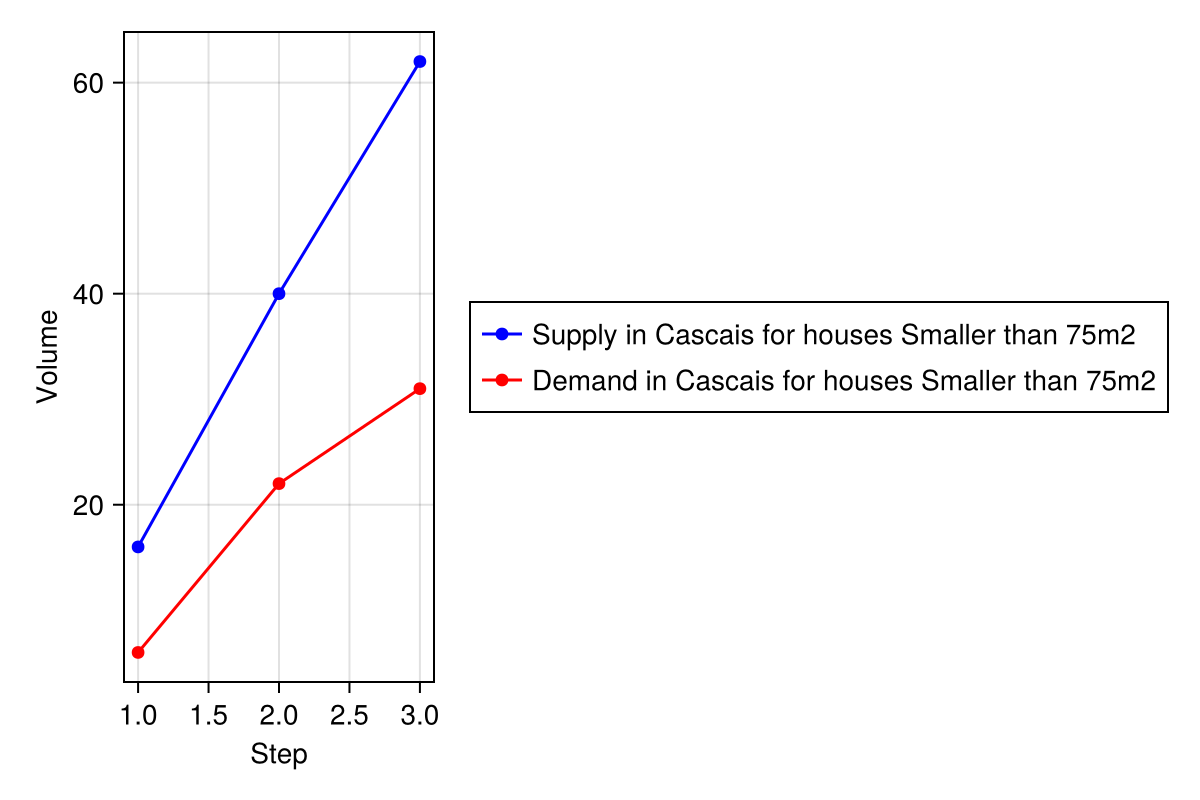 60
40
20
Volume
1.0 1.5 2.0 2.5 3.0
Step
Supply in Cascais for houses Smaller than 75m2
Demand in Cascais for houses Smaller than 75m2